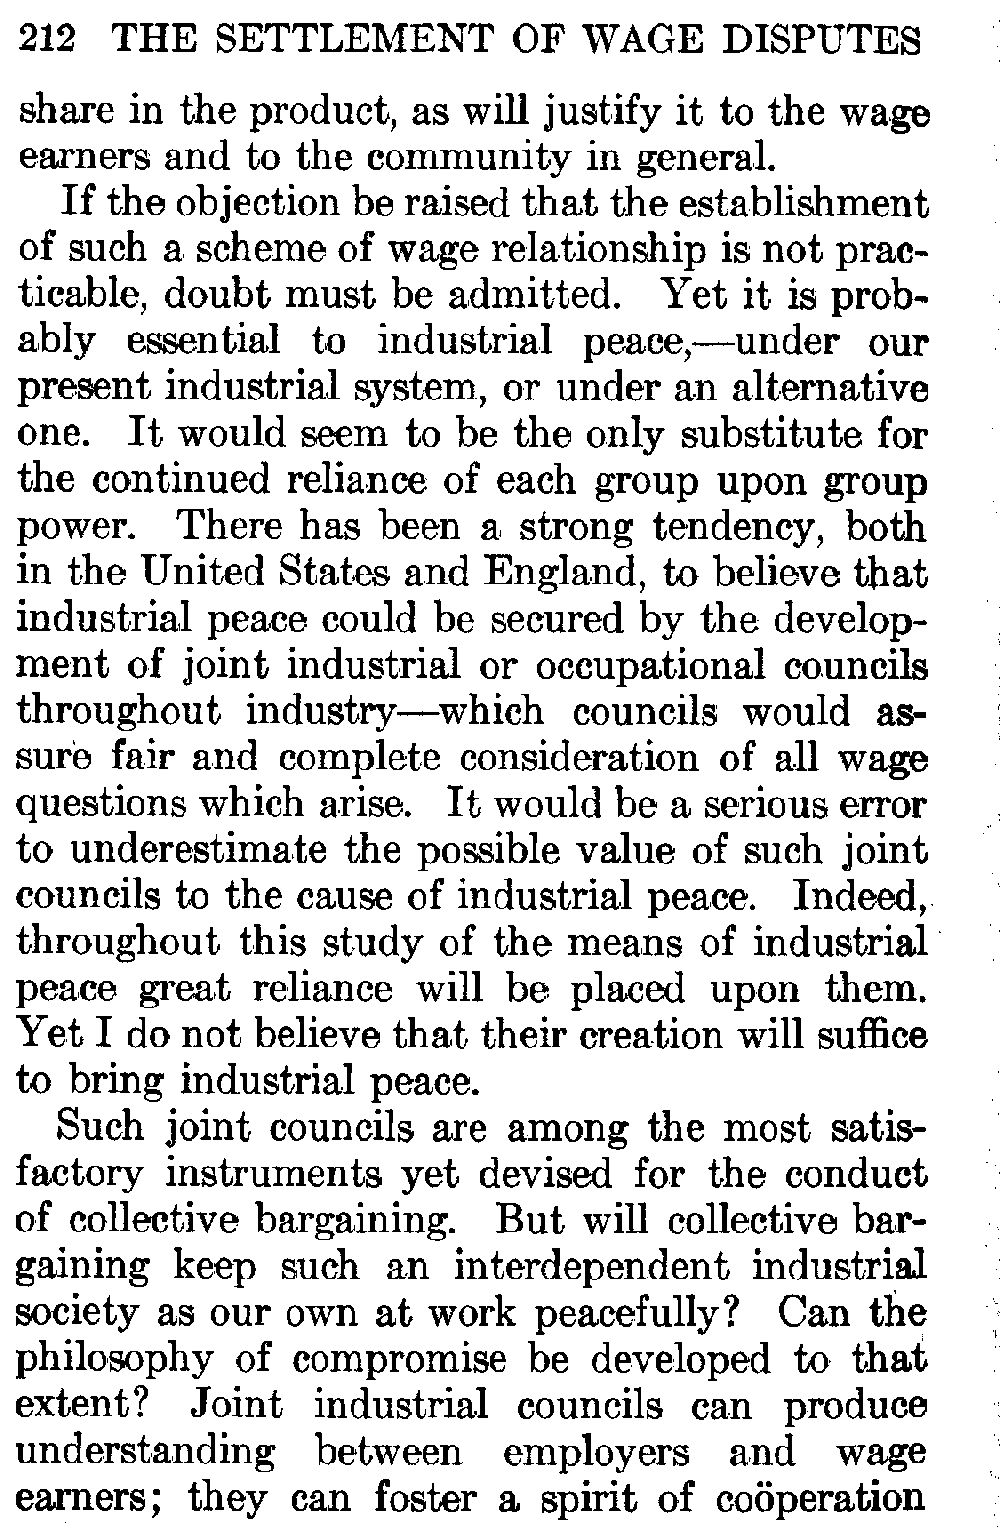 212 THE SETTLEMENT OF WAGE DISPUTES
share in the product, as will justify it to the wage
earners and to the community in general.
If the objection be raised that the establishment
of such a scheme of wage relationship is not prac-
ticable, doubt must be admitted. Yet it is prob-
ably essential to industrial peace,—under our
present industrial system, or under an alternative
one. It would seem to be the only substitute for
the continued reliance of each group upon group
power. There has been a strong tendency, both
in the United States and England, to believe that
industrial peace could be secured by the develop-
ment of joint industrial or occupational councils
throughout industry—which councils would as-
sure fair and complete consideration of all wage
questions which arise. It would be a serious error
to underestimate the possible value of such joint
councils to the cause of industrial peace. Indeed,
throughout this study of the means of industrial
peace great reliance will be placed upon them.
Yet I do not believe that their creation will suffice
to bring industrial peace.
Such joint councils are among the most satis-
factory instruments yet devised for the conduct
of collective bargaining. But will collective bar-
gaining keep such an interdependent industrial
society as our own at work peacefully? Can the
philosophy of compromise be developed to that
extent? Joint industrial councils can produce
understanding between employers and wage
earners; they can foster a spirit of coöperation